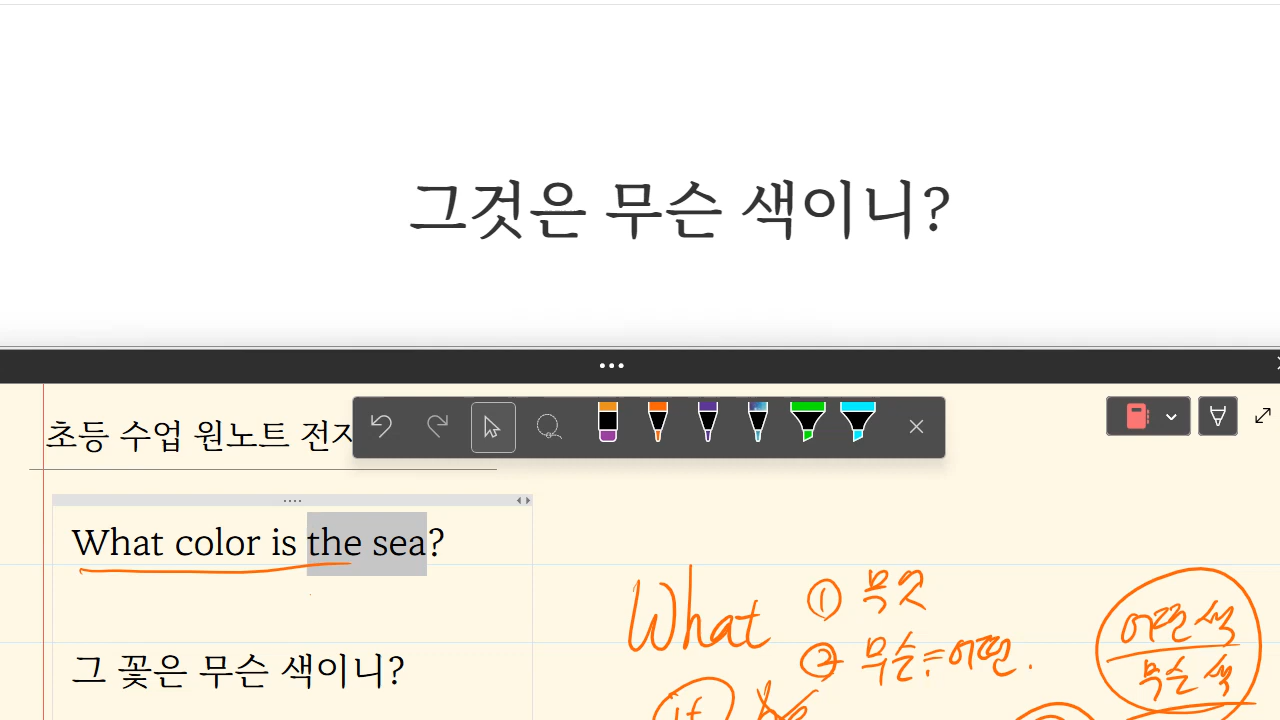 그것은 무슨 색이니?
초등 수업 원노트 전자
What color is the sea?
What ① 무엇
② 무슨 = 어떤.
어떤 색
무슨 색
그 꽃은 무슨 색이니?
if